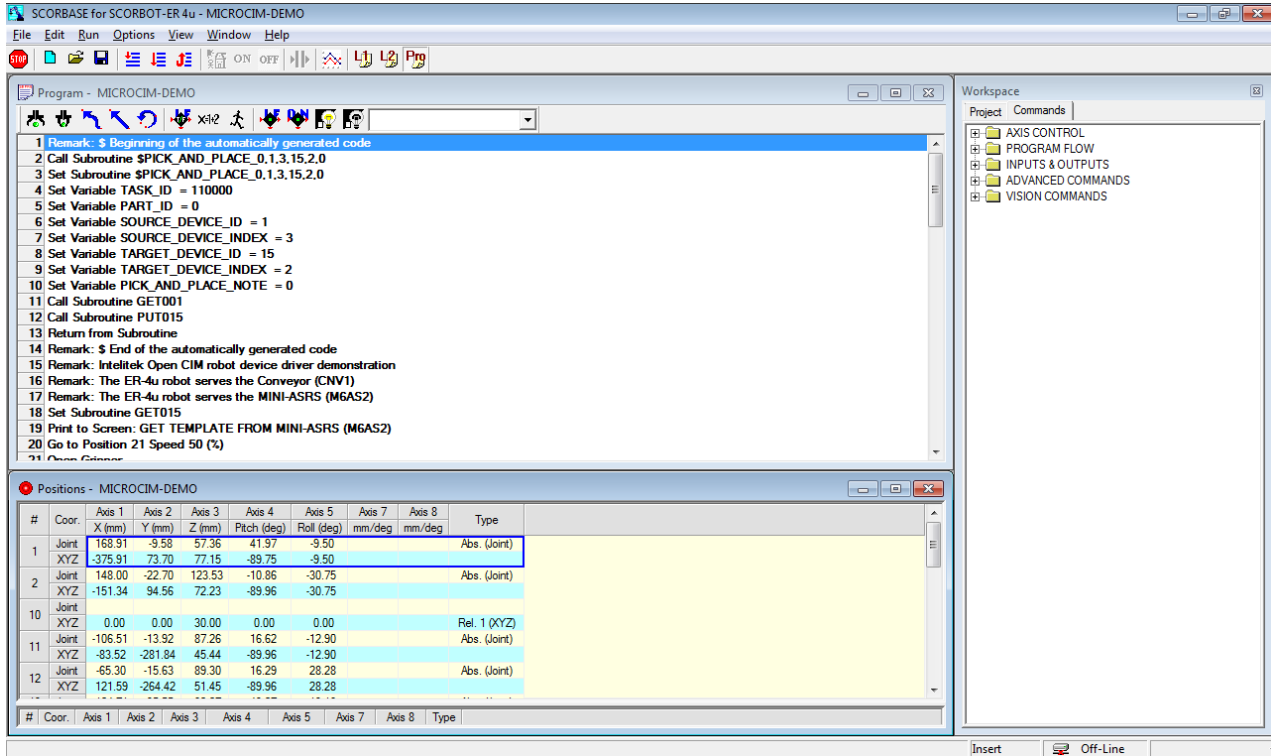 SCORBASE for SCORBOT-ER 4u - MICROCIM-DEMO
File Edit Run Options View Window Help
STOP ON OFF Prg
Program - MICROCIM-DEMO
1 Remark: $ Beginning of the automatically generated code
2 Call Subroutine $PICK_AND_PLACE_0,1,3,15,2,0
3 Set Subroutine $PICK_AND_PLACE_0,1,3,15,2,0
4 Set Variable TASK_ID = 110000
5 Set Variable PART_ID = 0
6 Set Variable SOURCE_DEVICE_ID = 1
7 Set Variable SOURCE_DEVICE_INDEX = 3
8 Set Variable TARGET_DEVICE_ID = 15
9 Set Variable TARGET_DEVICE_INDEX = 2
10 Set Variable PICK_AND_PLACE_NOTE = 0
11 Call Subroutine GET001
12 Call Subroutine PUT015
13 Return from Subroutine
14 Remark: $ End of the automatically generated code
15 Remark: Intelitek Open CIM robot device driver demonstration
16 Remark: The ER-4u robot serves the Conveyor (CNV1)
17 Remark: The ER-4u robot serves the MINI-ASRS (M6AS2)
18 Set Subroutine GET015
19 Print to Screen: GET TEMPLATE FROM MINI-ASRS (M6AS2)
20 Go to Position 21 Speed 50 (%)
21 Open Gripper
Positions - MICROCIM-DEMO
# Coor. Axis 1 Axis 2 Axis 3 Axis 4 Axis 5 Axis 7 Axis 8 Type
X (mm) Y (mm) Z (mm) Pitch (deg) Roll (deg) mm/deg mm/deg
1 Joint 168.91 -9.58 57.36 41.97 -9.50 Abs. (Joint)
XYZ -375.91 73.70 77.15 -89.75 -9.50
2 Joint 148.00 -22.70 123.53 -10.86 -30.75 Abs. (Joint)
XYZ -151.34 94.56 72.23 -89.96 -30.75
10 Joint
XYZ 0.00 0.00 30.00 0.00 0.00 Rel. 1 (XYZ)
11 Joint -106.51 -13.92 87.26 16.62 -12.90 Abs. (Joint)
XYZ -83.52 -281.84 45.44 -89.96 -12.90
12 Joint -65.30 -15.63 89.30 16.29 28.28 Abs. (Joint)
XYZ 121.59 -264.42 51.45 -89.96 28.28
# Coor. Axis 1 Axis 2 Axis 3 Axis 4 Axis 5 Axis 7 Axis 8 Type
Workspace
Project Commands
AXIS CONTROL
PROGRAM FLOW
INPUTS & OUTPUTS
ADVANCED COMMANDS
VISION COMMANDS
Insert Off-Line